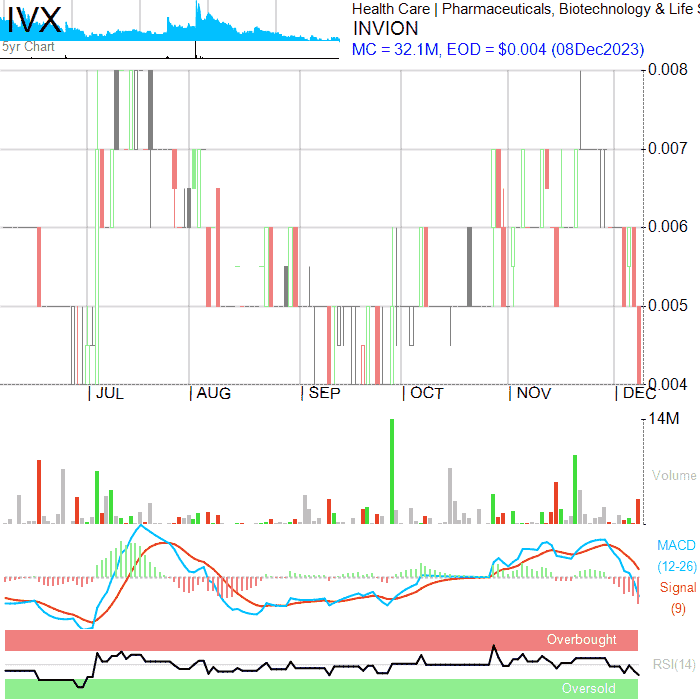 IVX
5yr Chart
Health Care | Pharmaceuticals, Biotechnology & Life S
INVION
MC = 32.1M, EOD = $0.004 (08Dec2023)
0.008
0.007
0.006
0.005
0.004
JUL
AUG
SEP
OCT
NOV
DEC
14M
Volume
MACD
(12-26)
Signal
(9)
Overbought
RSI(14)
Oversold